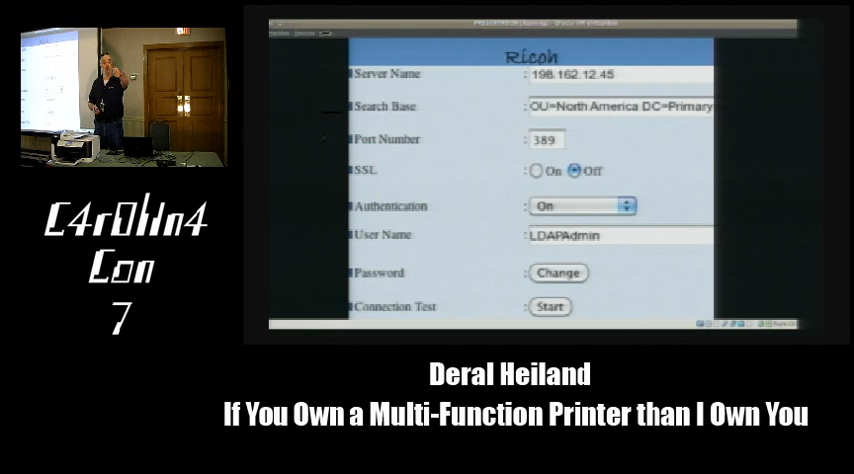 Ricoh
Server Name : 198.162.12.45
Search Base : OU=North America DC=Primary
Port Number : 389
SSL : On Off
Authentication : On
User Name : LDAPAdmin
Password : Change
Connection Test : Start
C4r0l1n4
Con
7
Deral Heiland
If You Own a Multi-Function Printer than I Own You